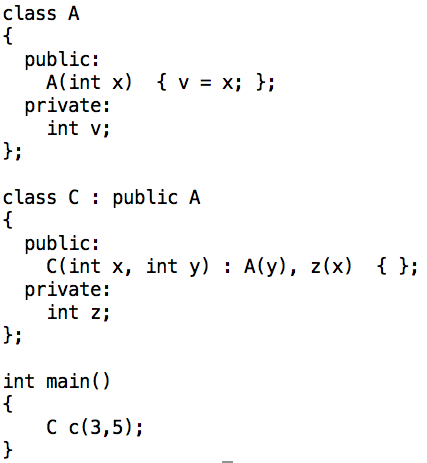 class A
{
  public:
    A(int x)  { v = x; };
  private:
    int v;
};

class C : public A
{
  public:
    C(int x, int y) : A(y), z(x)  { };
  private:
    int z;
};

int main()
{
    C c(3,5);
}